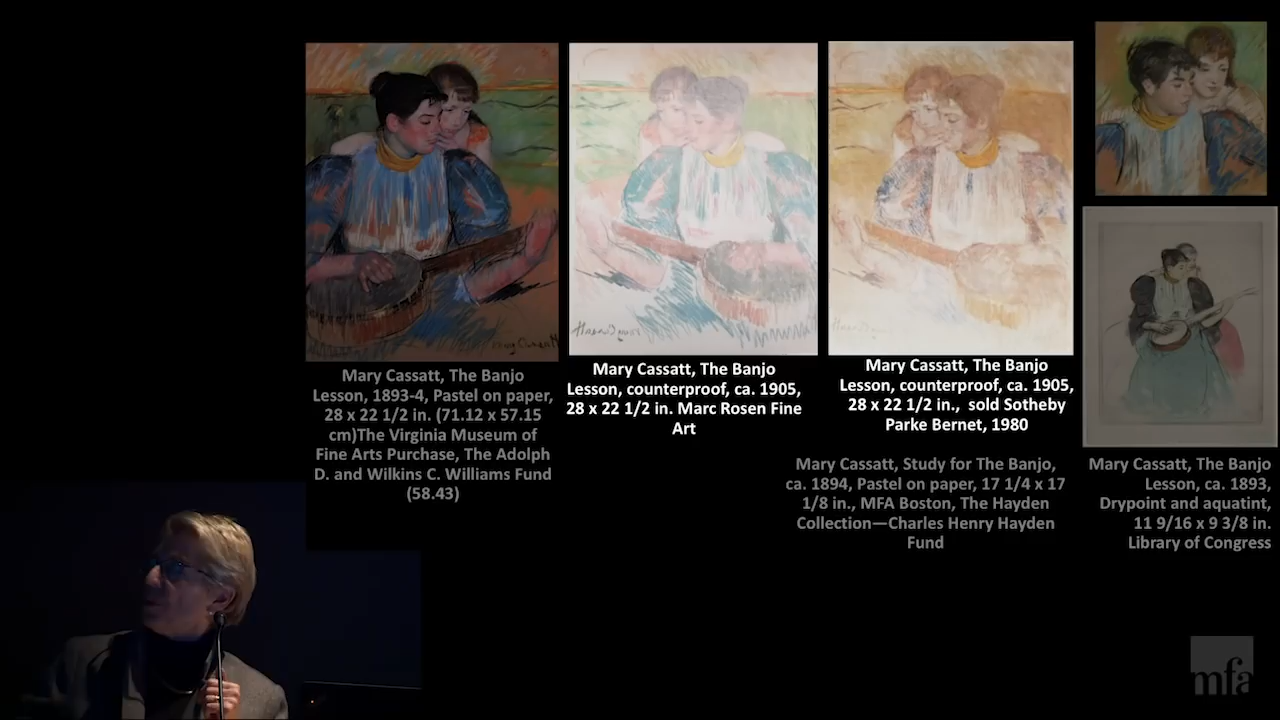 Mary Cassatt, The Banjo
Lesson, 1893-4, Pastel on paper,
28 x 22 1/2 in. (71.12 x 57.15
cm)The Virginia Museum of
Fine Arts Purchase, The Adolph
D. and Wilkins C. Williams Fund
(58.43)
Mary Cassatt, The Banjo
Lesson, counterproof, ca. 1905,
28 x 22 1/2 in. Marc Rosen Fine
Art
Mary Cassatt, The Banjo
Lesson, counterproof, ca. 1905,
28 x 22 1/2 in.,  sold Sotheby
Parke Bernet, 1980
Mary Cassatt, Study for The Banjo,
ca. 1894, Pastel on paper, 17 1/4 x 17
1/8 in., MFA Boston, The Hayden
Collection—Charles Henry Hayden
Fund
Mary Cassatt, The Banjo
Lesson, ca. 1893,
Drypoint and aquatint,
11 9/16 x 9 3/8 in.
Library of Congress
mfa